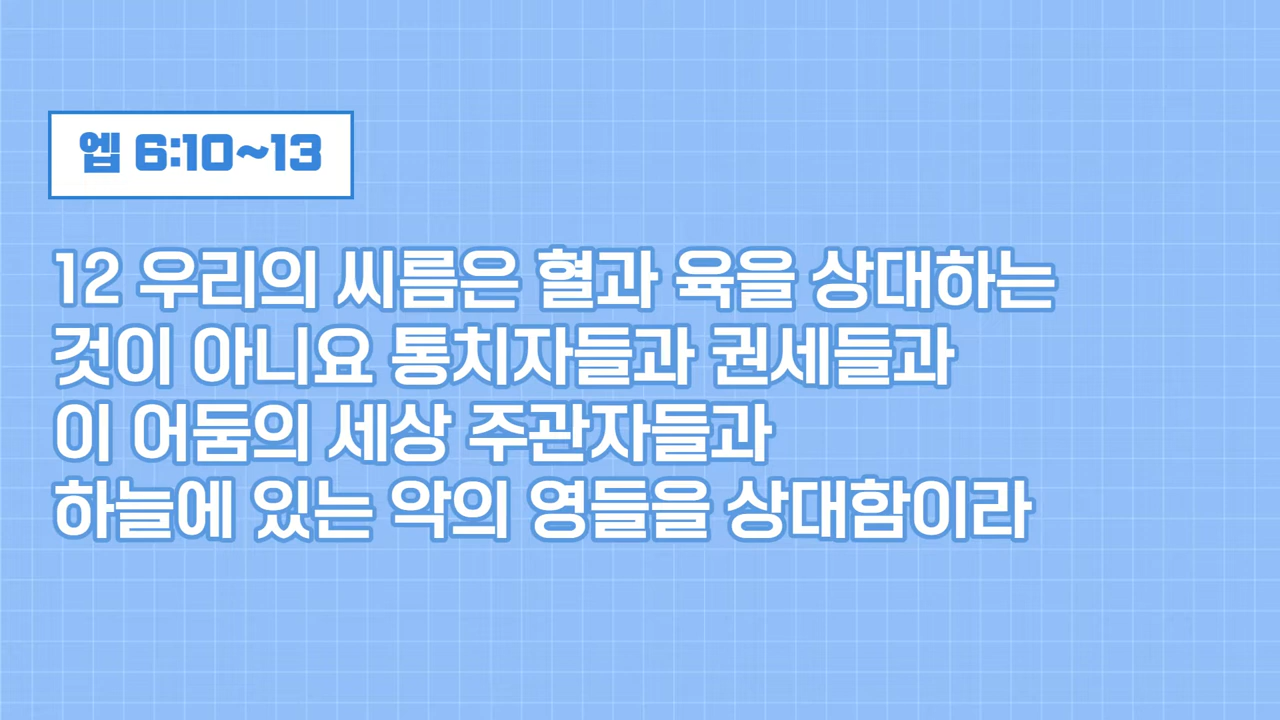 엡 6:10~13
12 우리의 씨름은 혈과 육을 상대하는
것이 아니요 통치자들과 권세들과
이 어둠의 세상 주관자들과
하늘에 있는 악의 영들을 상대함이라